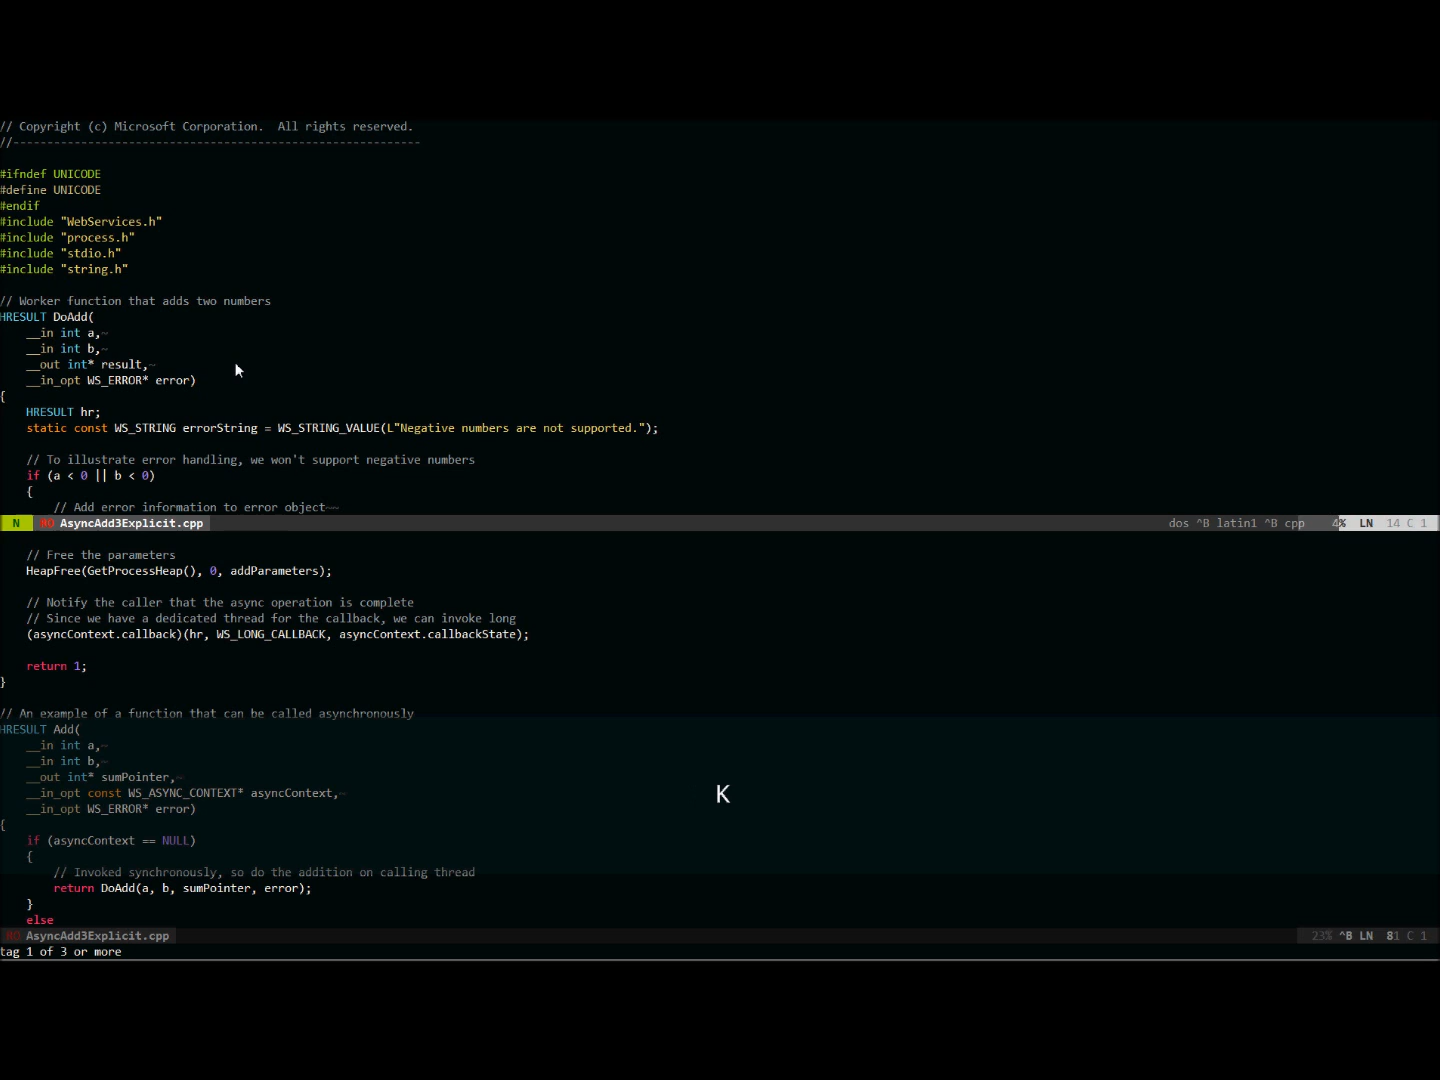 // Copyright (c) Microsoft Corporation.  All rights reserved.
//------------------------------------------------------------
#ifndef UNICODE
#define UNICODE
#endif
#include "WebServices.h"
#include "process.h"
#include "stdio.h"
#include "string.h"
// Worker function that adds two numbers
HRESULT DoAdd(
    __in int a,~
    __in int b,~
    __out int* result,~
    __in_opt WS_ERROR* error)
{
    HRESULT hr;
    static const WS_STRING errorString = WS_STRING_VALUE(L"Negative numbers are not supported.");
    // To illustrate error handling, we won't support negative numbers
    if (a < 0 || b < 0)
    {
        // Add error information to error object~~
N NO AsyncAdd3Explicit.cpp dos ^B latin1 ^B cpp 4% LN 14 C 1
    // Free the parameters
    HeapFree(GetProcessHeap(), 0, addParameters);
    // Notify the caller that the async operation is complete
    // Since we have a dedicated thread for the callback, we can invoke long
    (asyncContext.callback)(hr, WS_LONG_CALLBACK, asyncContext.callbackState);
    return 1;
}
// An example of a function that can be called asynchronously
HRESULT Add(
    __in int a,~
    __in int b,~
    __out int* sumPointer,~
    __in_opt const WS_ASYNC_CONTEXT* asyncContext,~
    __in_opt WS_ERROR* error)
K
{
    if (asyncContext == NULL)
    {
        // Invoked synchronously, so do the addition on calling thread
        return DoAdd(a, b, sumPointer, error);
    }
    else
NO AsyncAdd3Explicit.cpp 23% ^B LN 81 C 1
tag 1 of 3 or more